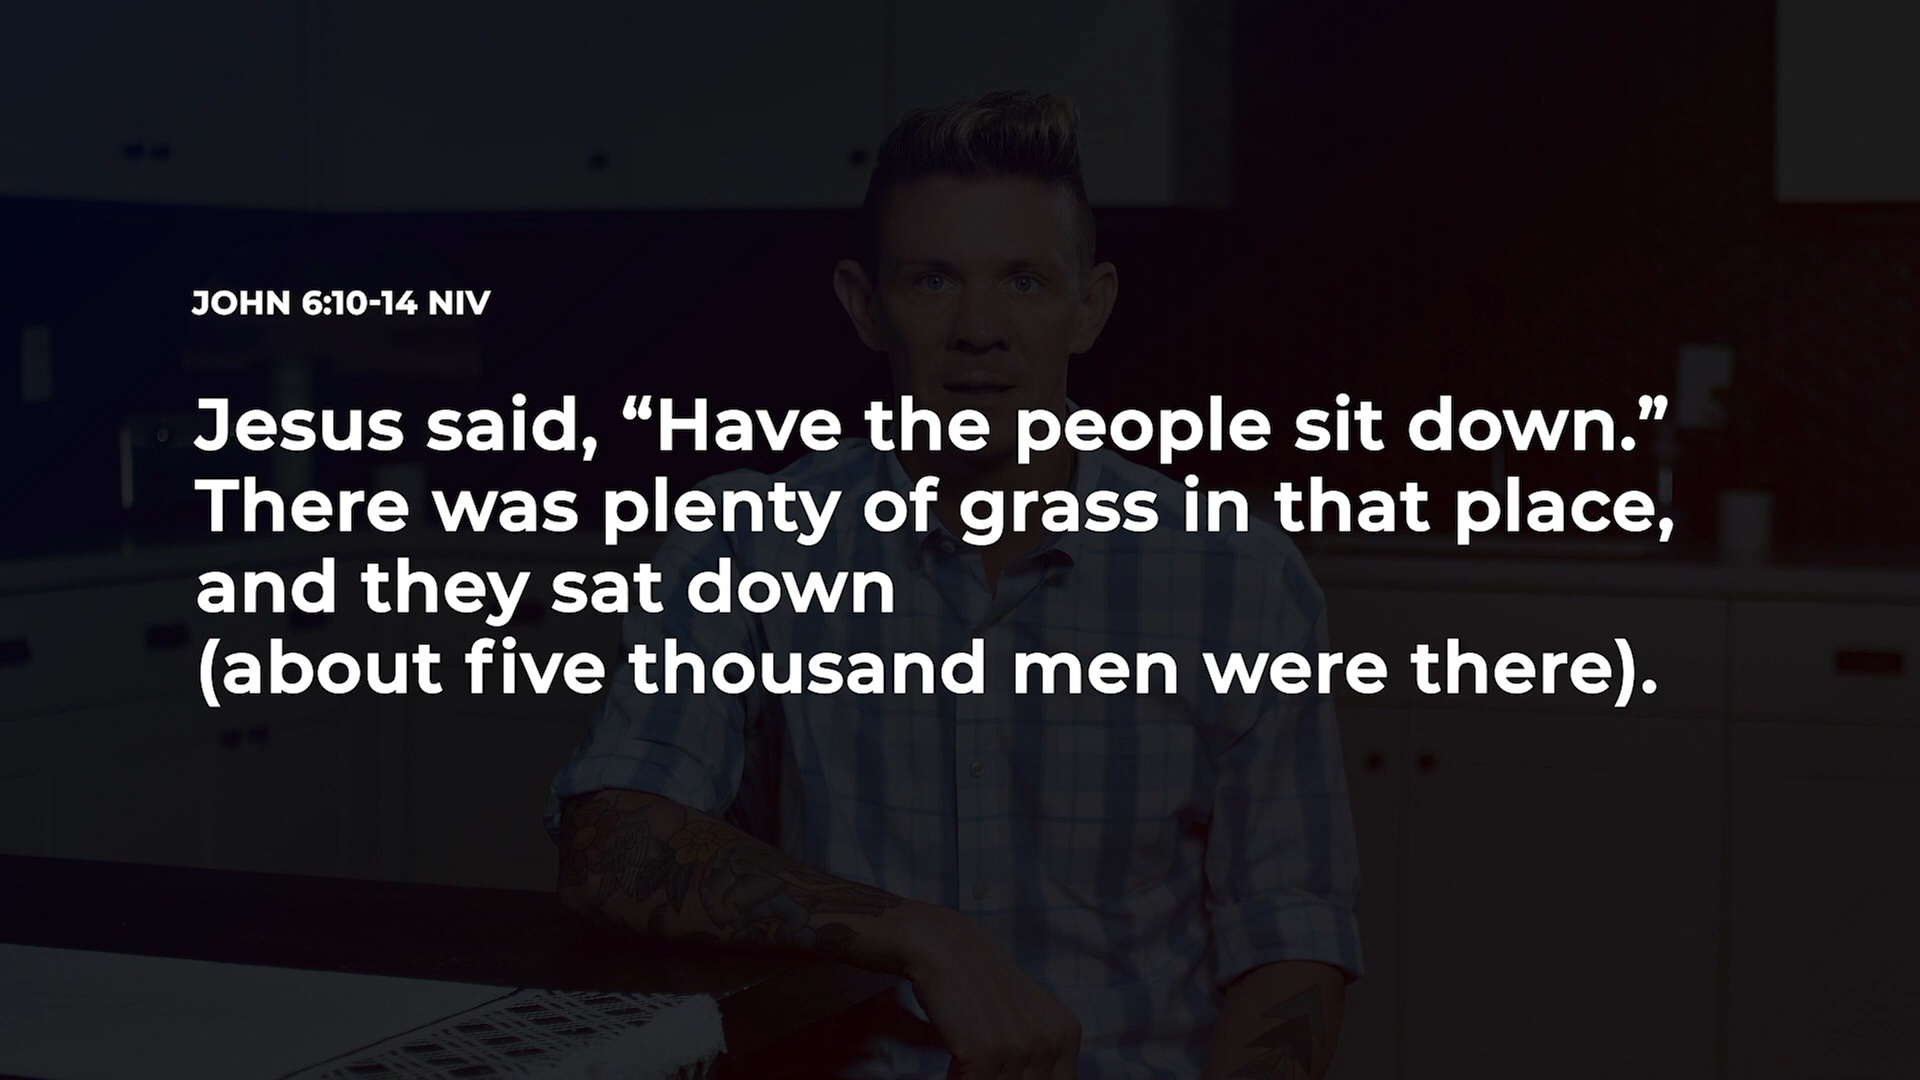 JOHN 6:10-14 NIV
Jesus said, “Have the people sit down.”
There was plenty of grass in that place,
and they sat down
(about five thousand men were there).